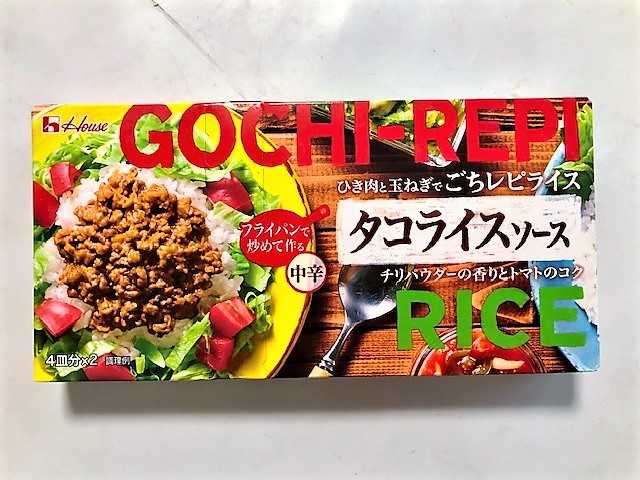 House
GOCHI-REPI
ひき肉と玉ねぎでごちレピライス
フライパンで
炒めて作る
中辛
タコライスソース
チリパウダーの香りとトマトのコク
RICE
4皿分×2 調理例